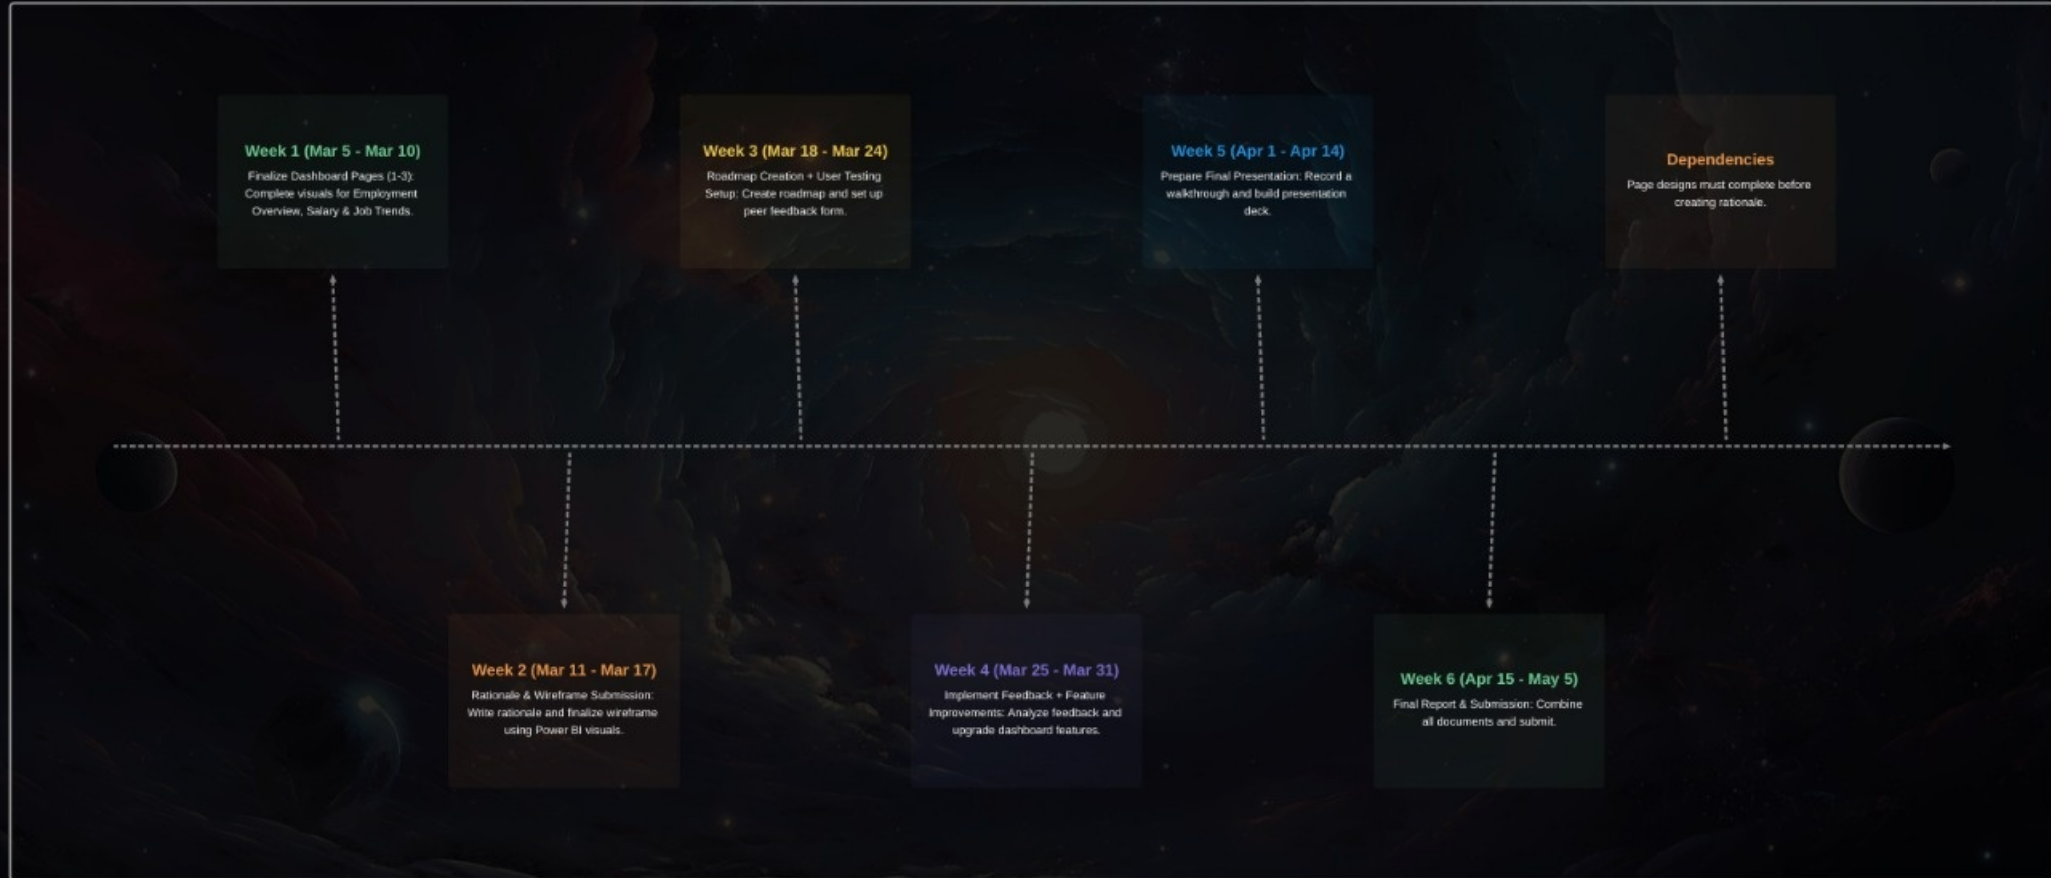 Week 1 (Mar 5 - Mar 10)
Finalize Dashboard Pages (1-3):
Complete visuals for Employment
Overview, Salary & Job Trends.
Week 2 (Mar 11 - Mar 17)
Rationale & Wireframe Submission:
Write rationale and finalize wireframe
using Power BI visuals.
Week 3 (Mar 18 - Mar 24)
Roadmap Creation + User Testing
Setup: Create roadmap and set up
peer feedback form.
Week 4 (Mar 25 - Mar 31)
Implement Feedback + Feature
Improvements: Analyze feedback and
upgrade dashboard features.
Week 5 (Apr 1 - Apr 14)
Prepare Final Presentation: Record a
walkthrough and build presentation
deck.
Week 6 (Apr 15 - May 5)
Final Report & Submission: Combine
all documents and submit.
Dependencies
Page designs must complete before
creating rationale.